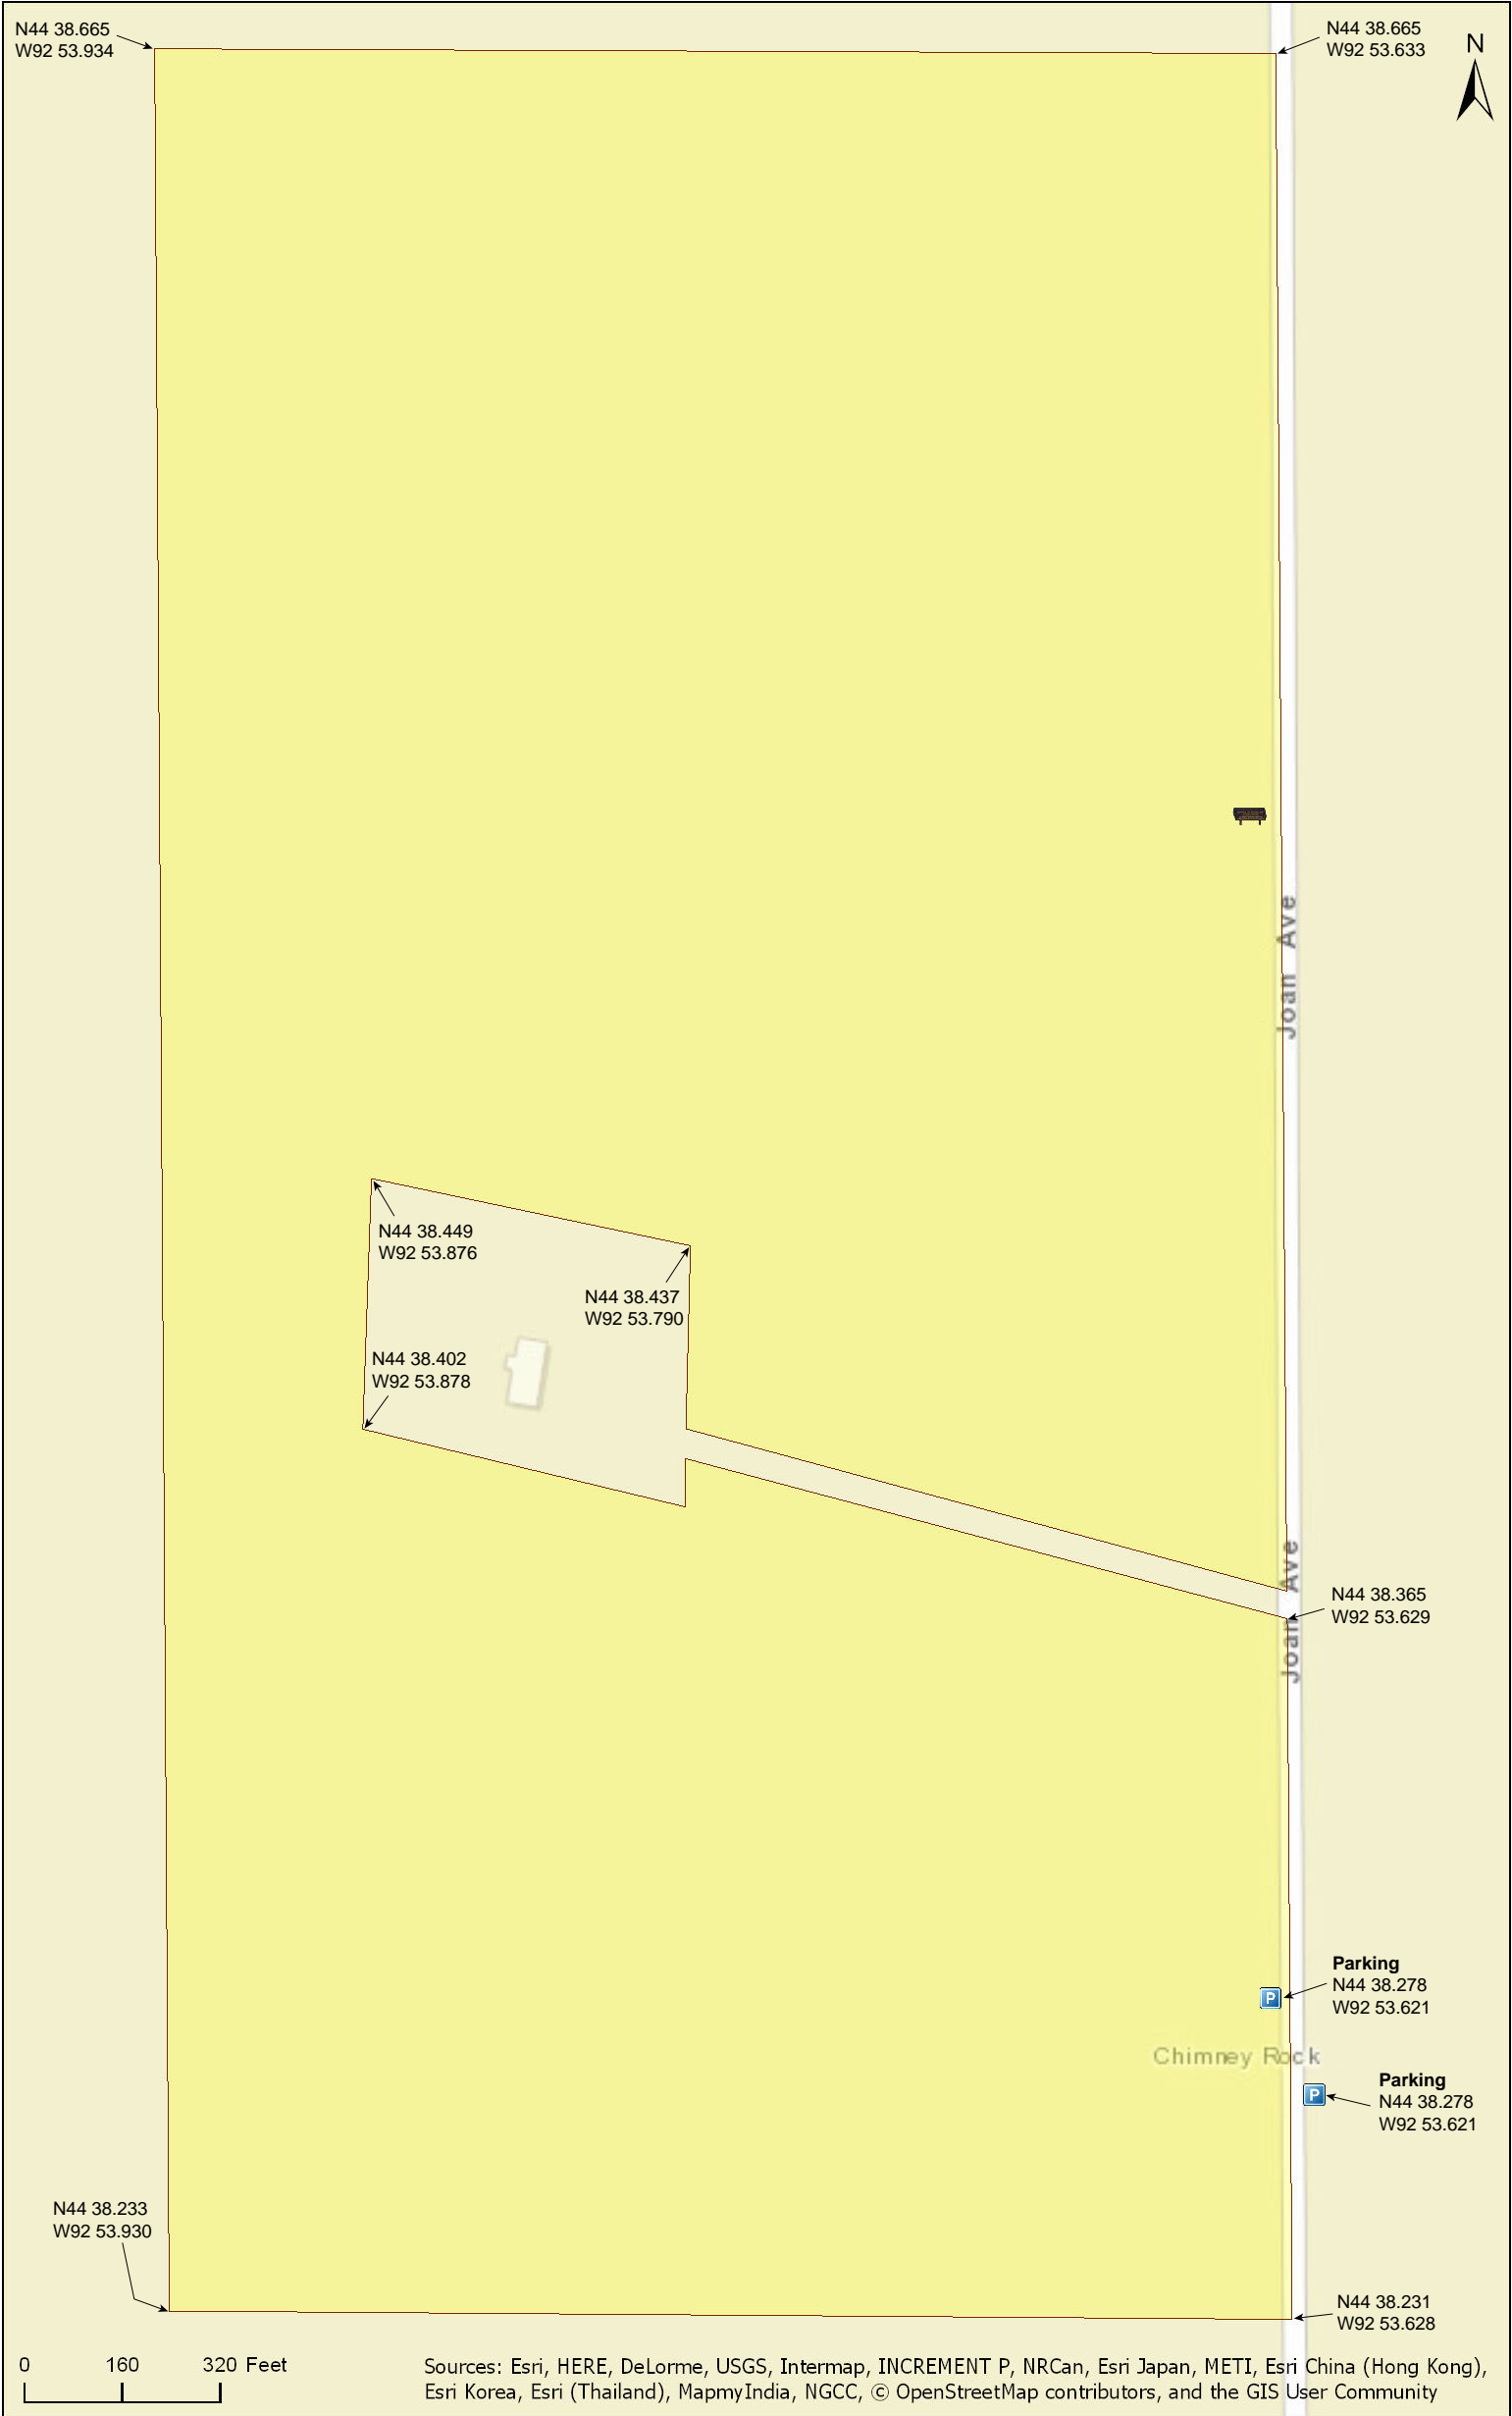 N44 38.665
W92 53.934
N44 38.665
W92 53.633
N
Joan Ave
N44 38.449
W92 53.876
N44 38.437
W92 53.790
N44 38.402
W92 53.878
Joan Ave
N44 38.365
W92 53.629
Parking
N44 38.278
W92 53.621
P
Chimney Rock
Parking
N44 38.278
W92 53.621
P
N44 38.233
W92 53.930
N44 38.231
W92 53.628
0 160 320 Feet
Sources: Esri, HERE, DeLorme, USGS, Intermap, INCREMENT P, NRCan, Esri Japan, METI, Esri China (Hong Kong),
Esri Korea, Esri (Thailand), MapmyIndia, NGCC, © OpenStreetMap contributors, and the GIS User Community